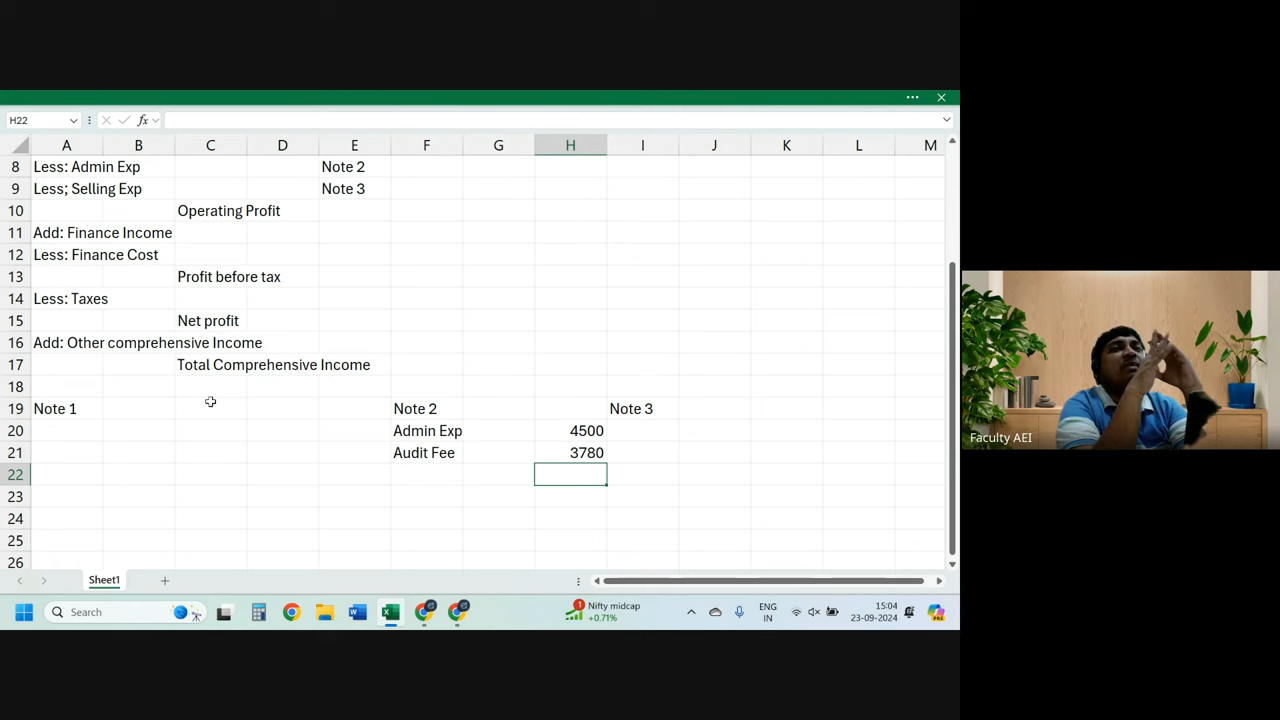 H22
fx
A B C D E F G H I J K L M
8 Less: Admin Exp Note 2
9 Less; Selling Exp Note 3
10 Operating Profit
11 Add: Finance Income
12 Less: Finance Cost
13 Profit before tax
14 Less: Taxes
15 Net profit
16 Add: Other comprehensive Income
17 Total Comprehensive Income
18
19 Note 1 Note 2 Note 3
20 Admin Exp 4500
21 Audit Fee 3780
22
23
24
25
26
Sheet1
Faculty AEI
Search
1
Nifty midcap
+0.71%
ENG
IN
15:04
23-09-2024